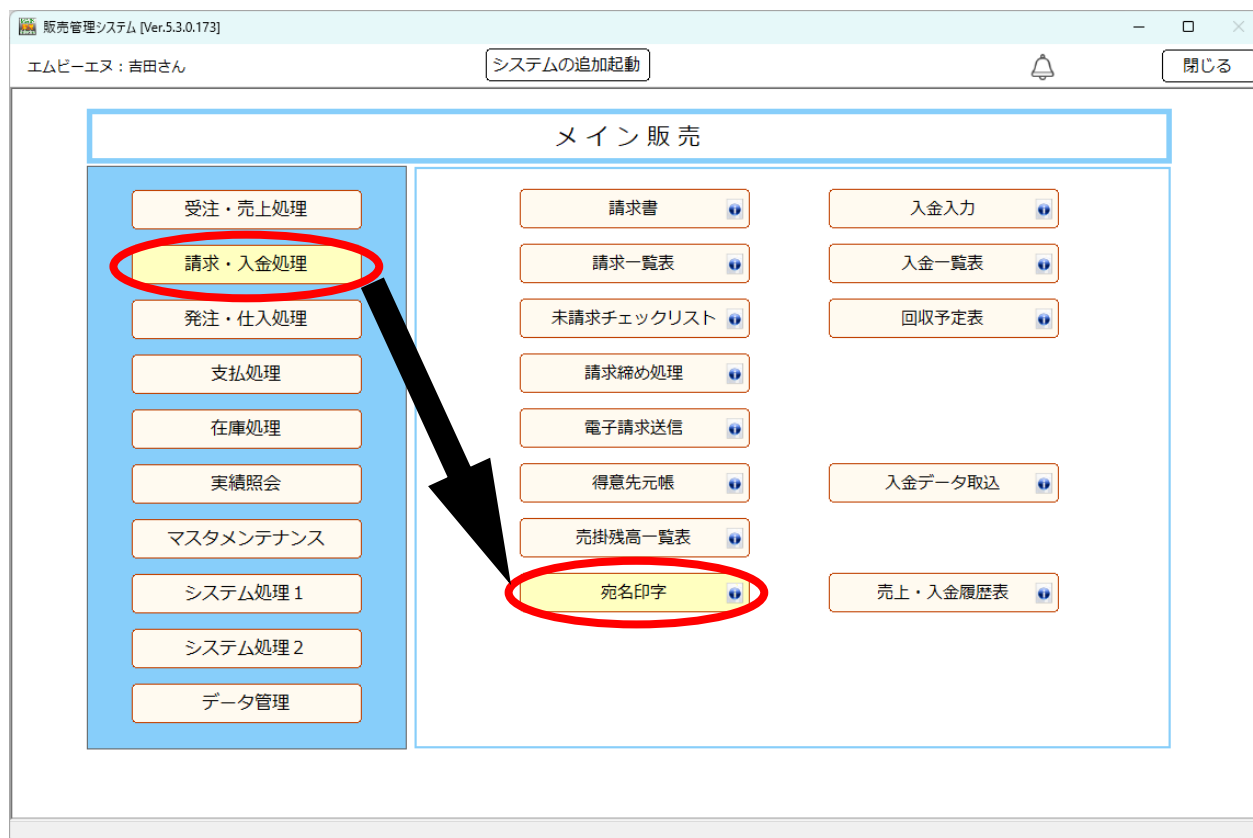 販売管理システム [Ver.5.3.0.173]
エムビーエヌ：吉田さん
システムの追加起動
閉じる
メイン販売
受注・売上処理
請求・入金処理
発注・仕入処理
支払処理
在庫処理
実績照会
マスタメンテナンス
システム処理１
システム処理２
データ管理
請求書
請求一覧表
未請求チェックリスト
請求締め処理
電子請求送信
得意先元帳
売掛残高一覧表
宛名印字
入金入力
入金一覧表
回収予定表
入金データ取込
売上・入金履歴表